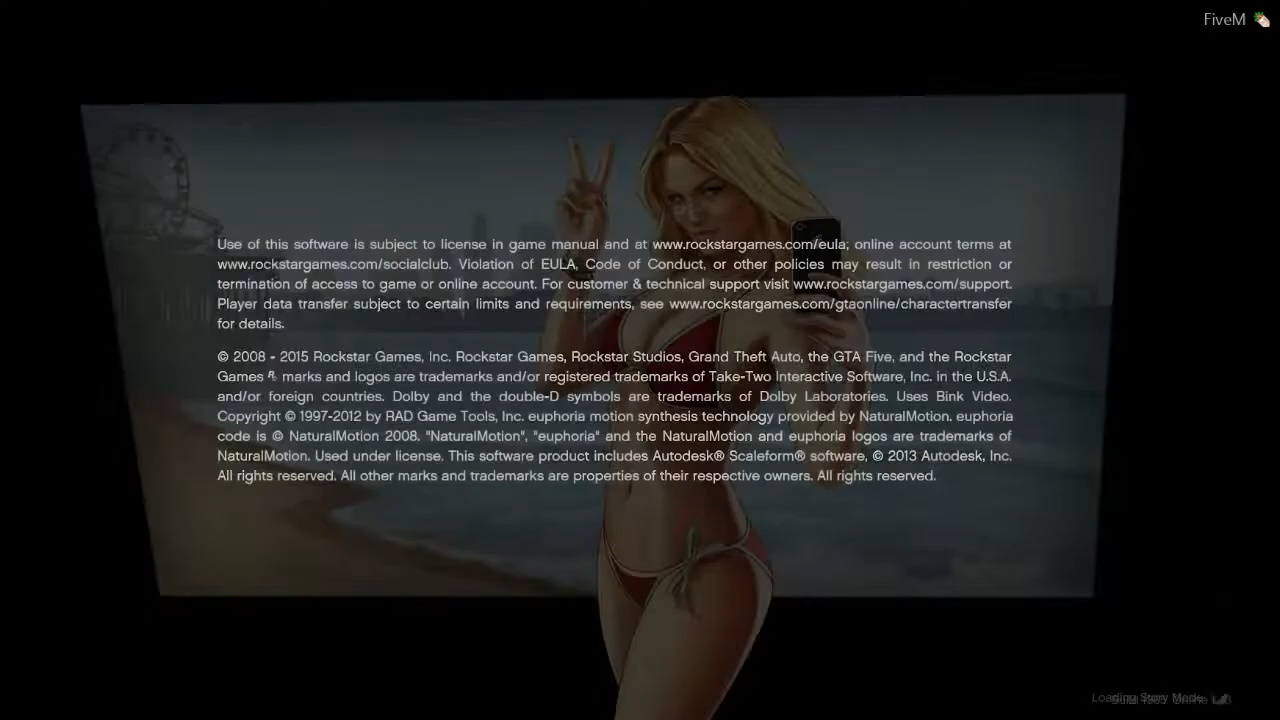 FiveM
Use of this software is subject to license in game manual and at www.rockstargames.com/eula; online account terms at
www.rockstargames.com/socialclub. Violation of EULA, Code of Conduct, or other policies may result in restriction or
termination of access to game or online account. For customer & technical support visit www.rockstargames.com/support.
Player data transfer subject to certain limits and requirements, see www.rockstargames.com/gtaonline/charactertransfer
for details.
© 2008 - 2015 Rockstar Games, Inc. Rockstar Games, Rockstar Studios, Grand Theft Auto, the GTA Five, and the Rockstar
Games R* marks and logos are trademarks and/or registered trademarks of Take-Two Interactive Software, Inc. in the U.S.A.
and/or foreign countries. Dolby and the double-D symbols are trademarks of Dolby Laboratories. Uses Bink Video.
Copyright © 1997-2012 by RAD Game Tools, Inc. euphoria motion synthesis technology provided by NaturalMotion. euphoria
code is © NaturalMotion 2008. "NaturalMotion", "euphoria" and the NaturalMotion and euphoria logos are trademarks of
NaturalMotion. Used under license. This software product includes Autodesk® Scaleform® software, © 2013 Autodesk, Inc.
All rights reserved. All other marks and trademarks are properties of their respective owners. All rights reserved.
Loading Story Mode